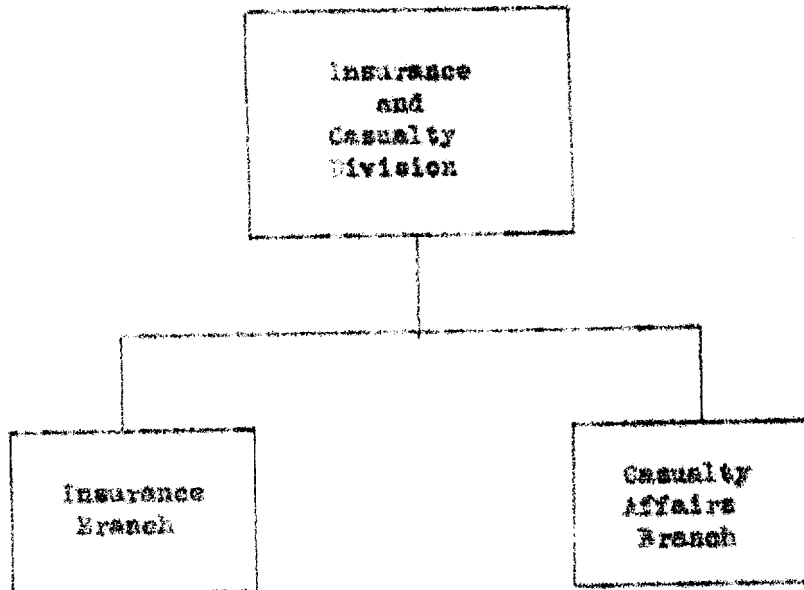 Insurance
and
Casualty
Division
Insurance
Branch
Casualty
Affairs
Branch